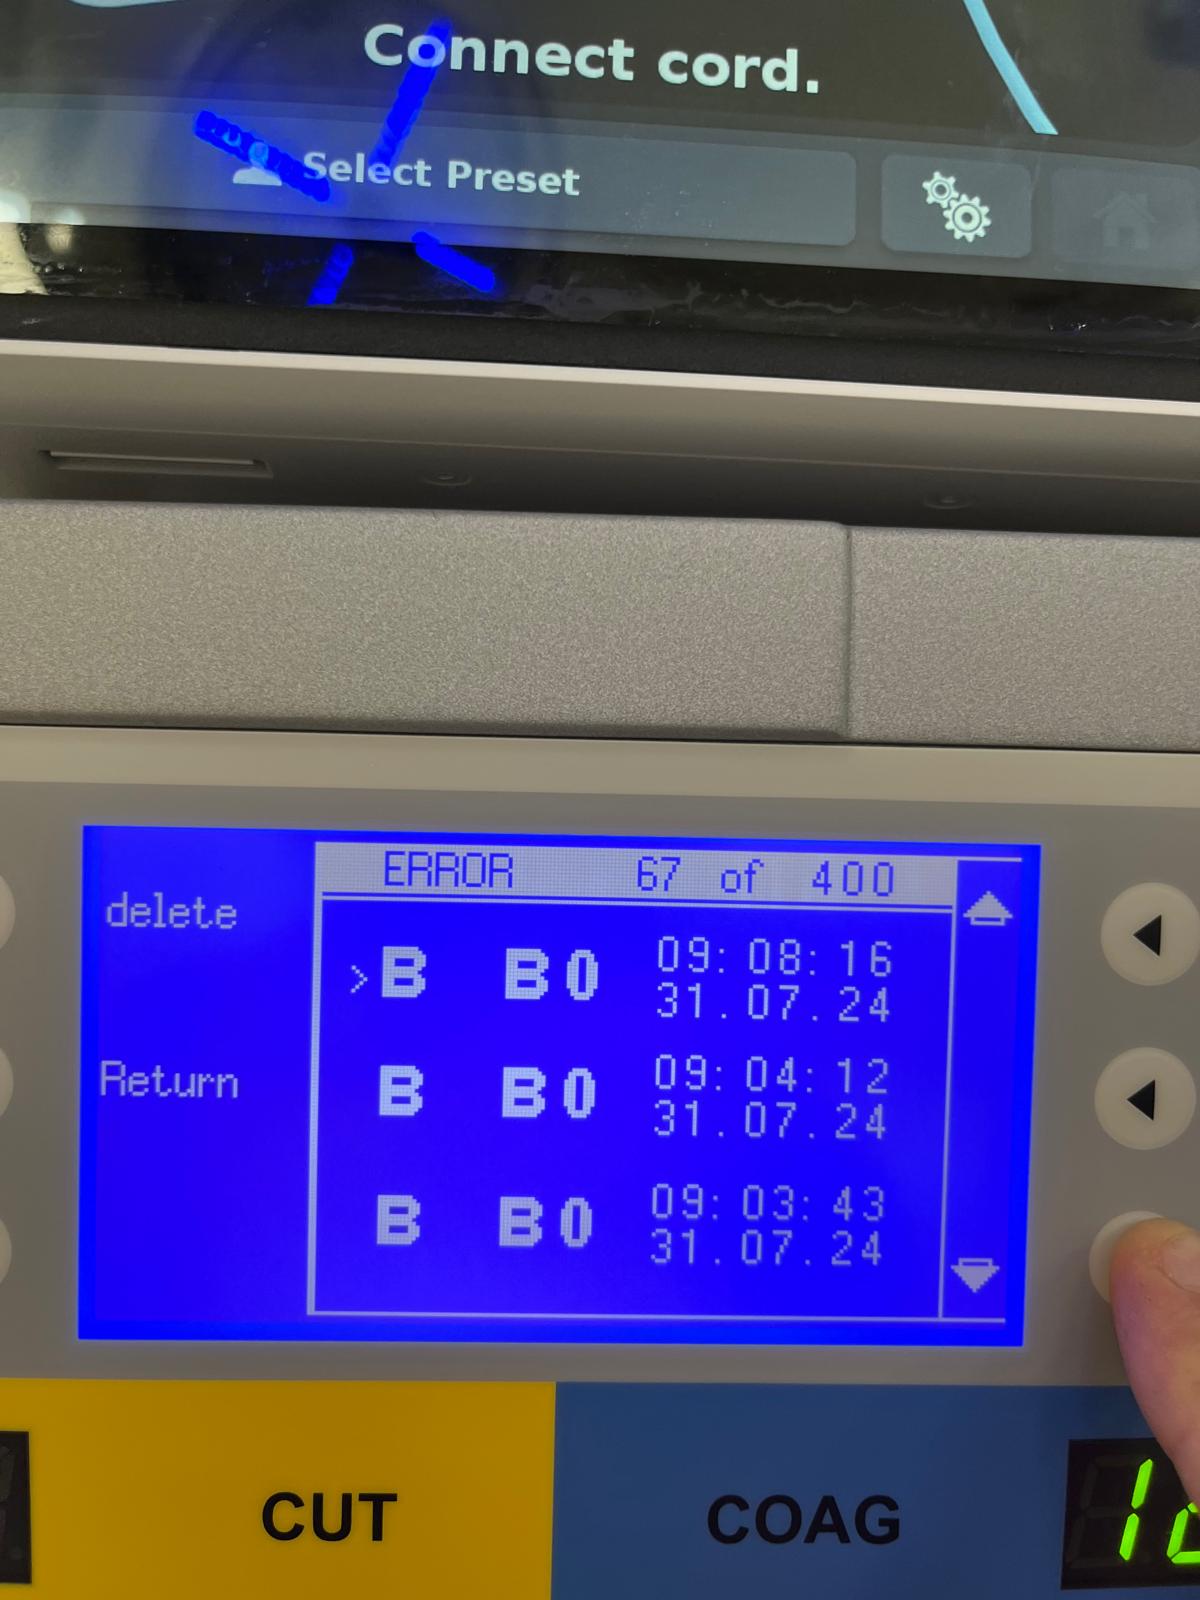 Connect cord.
Select Preset
delete
Return
ERROR 67 of 400
>B B0 09:08:16
31.07.24
B B0 09:04:12
31.07.24
B B0 09:03:43
31.07.24
CUT
COAG